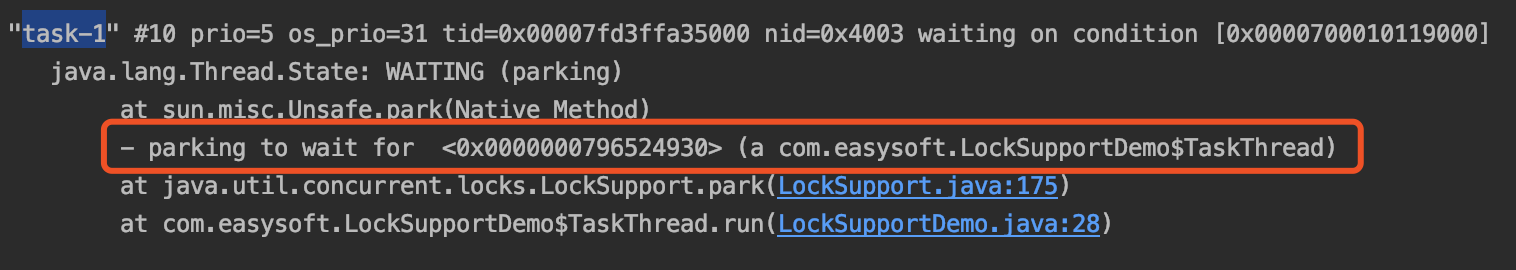 "task-1" #10 prio=5 os_prio=31 tid=0x00007fd3ffa35000 nid=0x4003 waiting on condition [0x0000700010119000]
java.lang.Thread.State: WAITING (parking)
at sun.misc.Unsafe.park(Native Method)
- parking to wait for  <0x0000000796524930> (a com.easysoft.LockSupportDemo$TaskThread)
at java.util.concurrent.locks.LockSupport.park(LockSupport.java:175)
at com.easysoft.LockSupportDemo$TaskThread.run(LockSupportDemo.java:28)